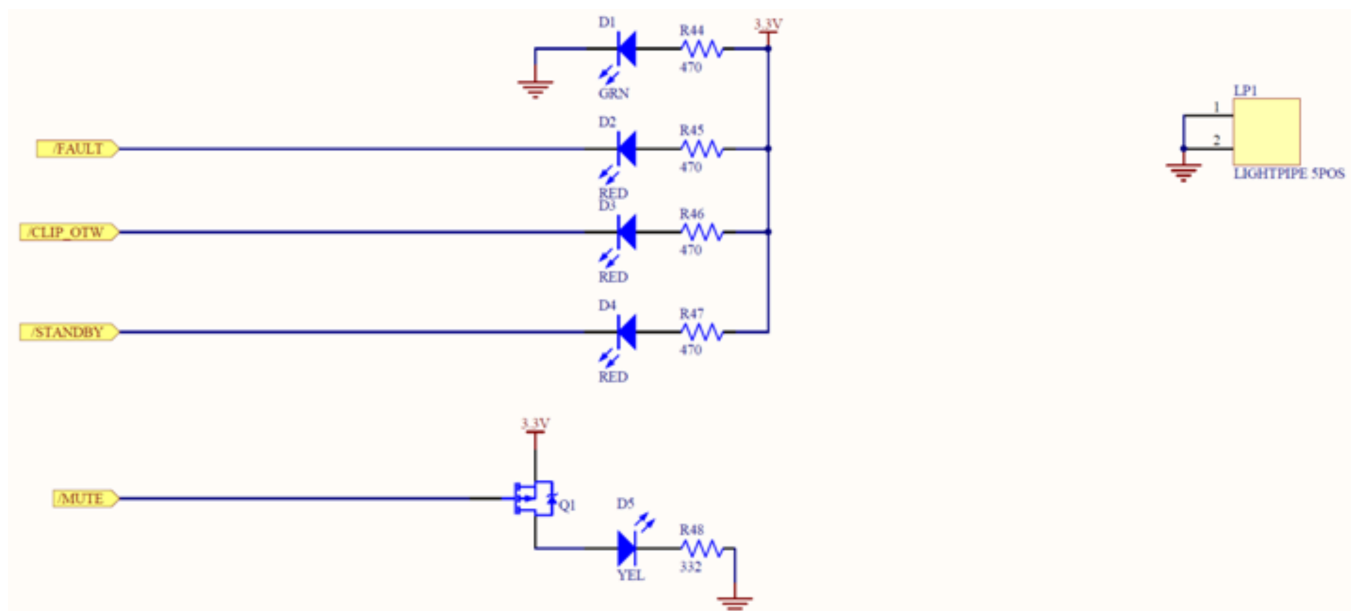 D1
3.3V
R44
470
GRN
LP1
1
2
LIGHTPIPE 5POS
D2
R45
/FAULT
470
RED
D3
R46
/CLIP_OTW
470
RED
D4
R47
/STANDBY
470
RED
3.3V
/MUTE
Q1
D5
R48
332
YEL